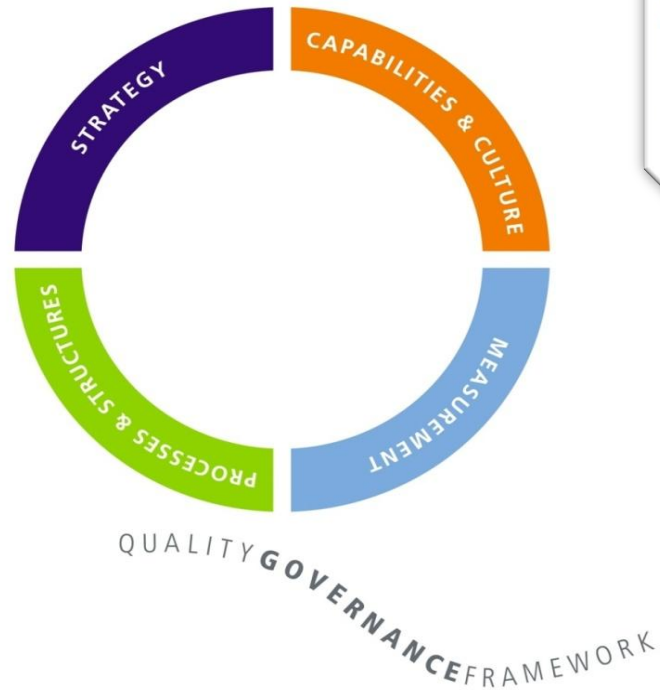 STRATEGY
CAPABILITIES & CULTURE
PROCESSES & STRUCTURES
MEASUREMENT
QUALITYGOVERNANCEFRAMEWORK